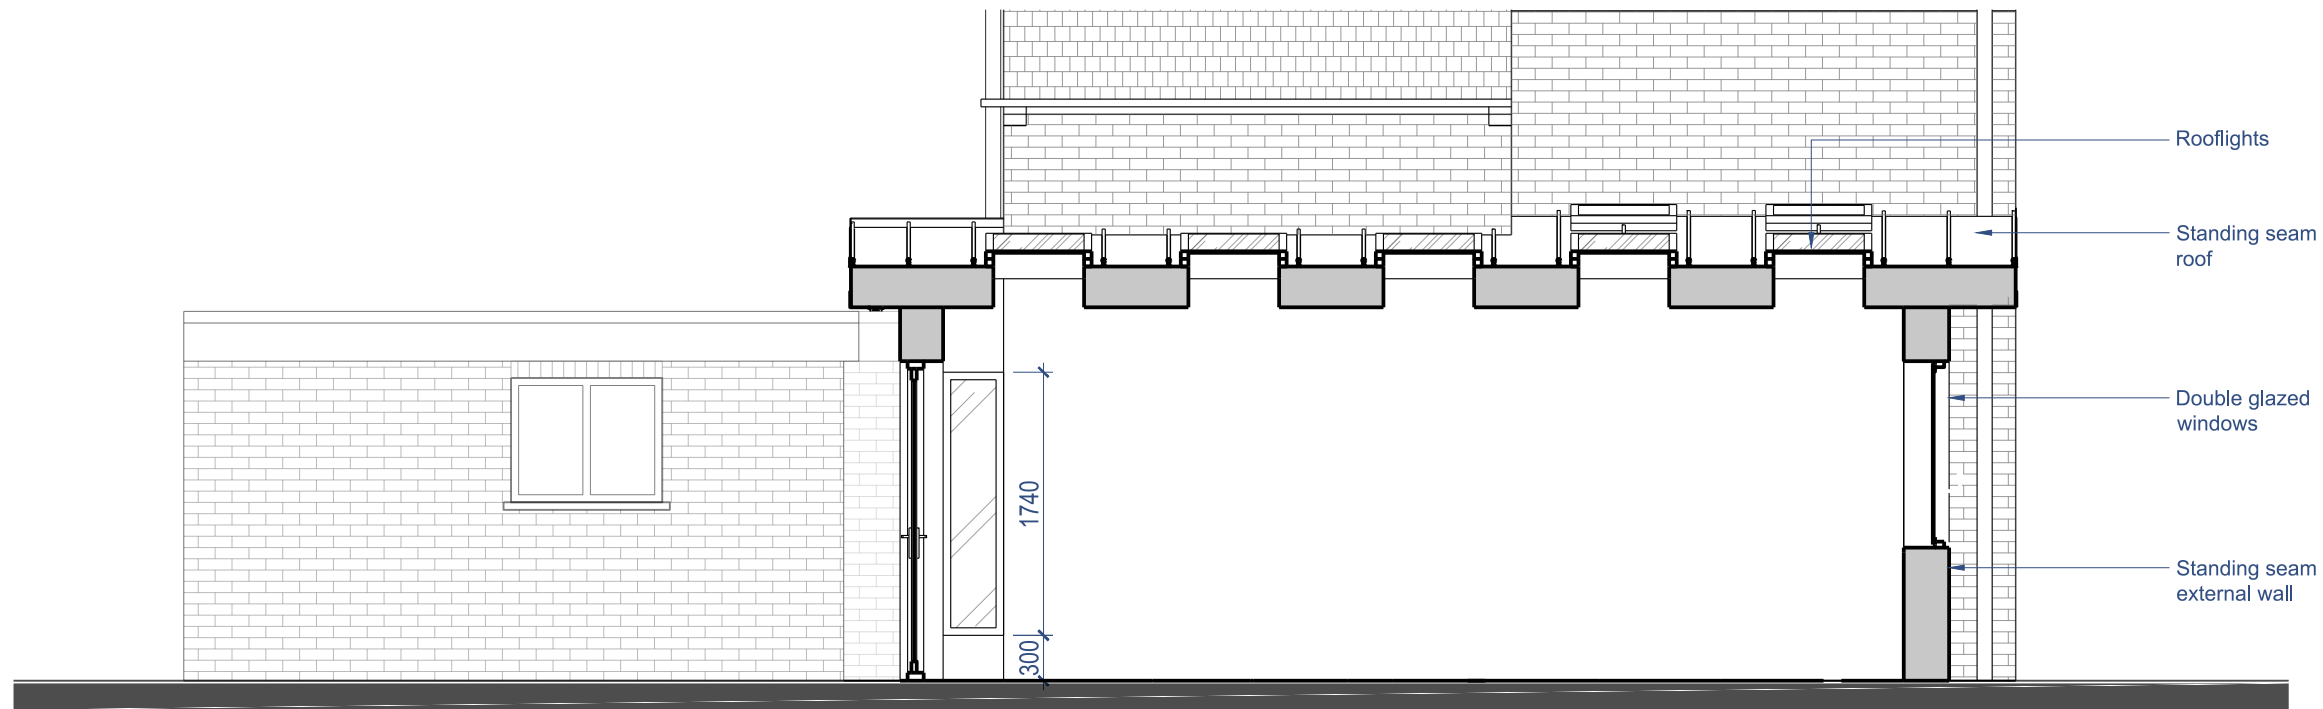 Rooflights
Standing seam
roof
Double glazed
windows
1740
Standing seam
external wall
300